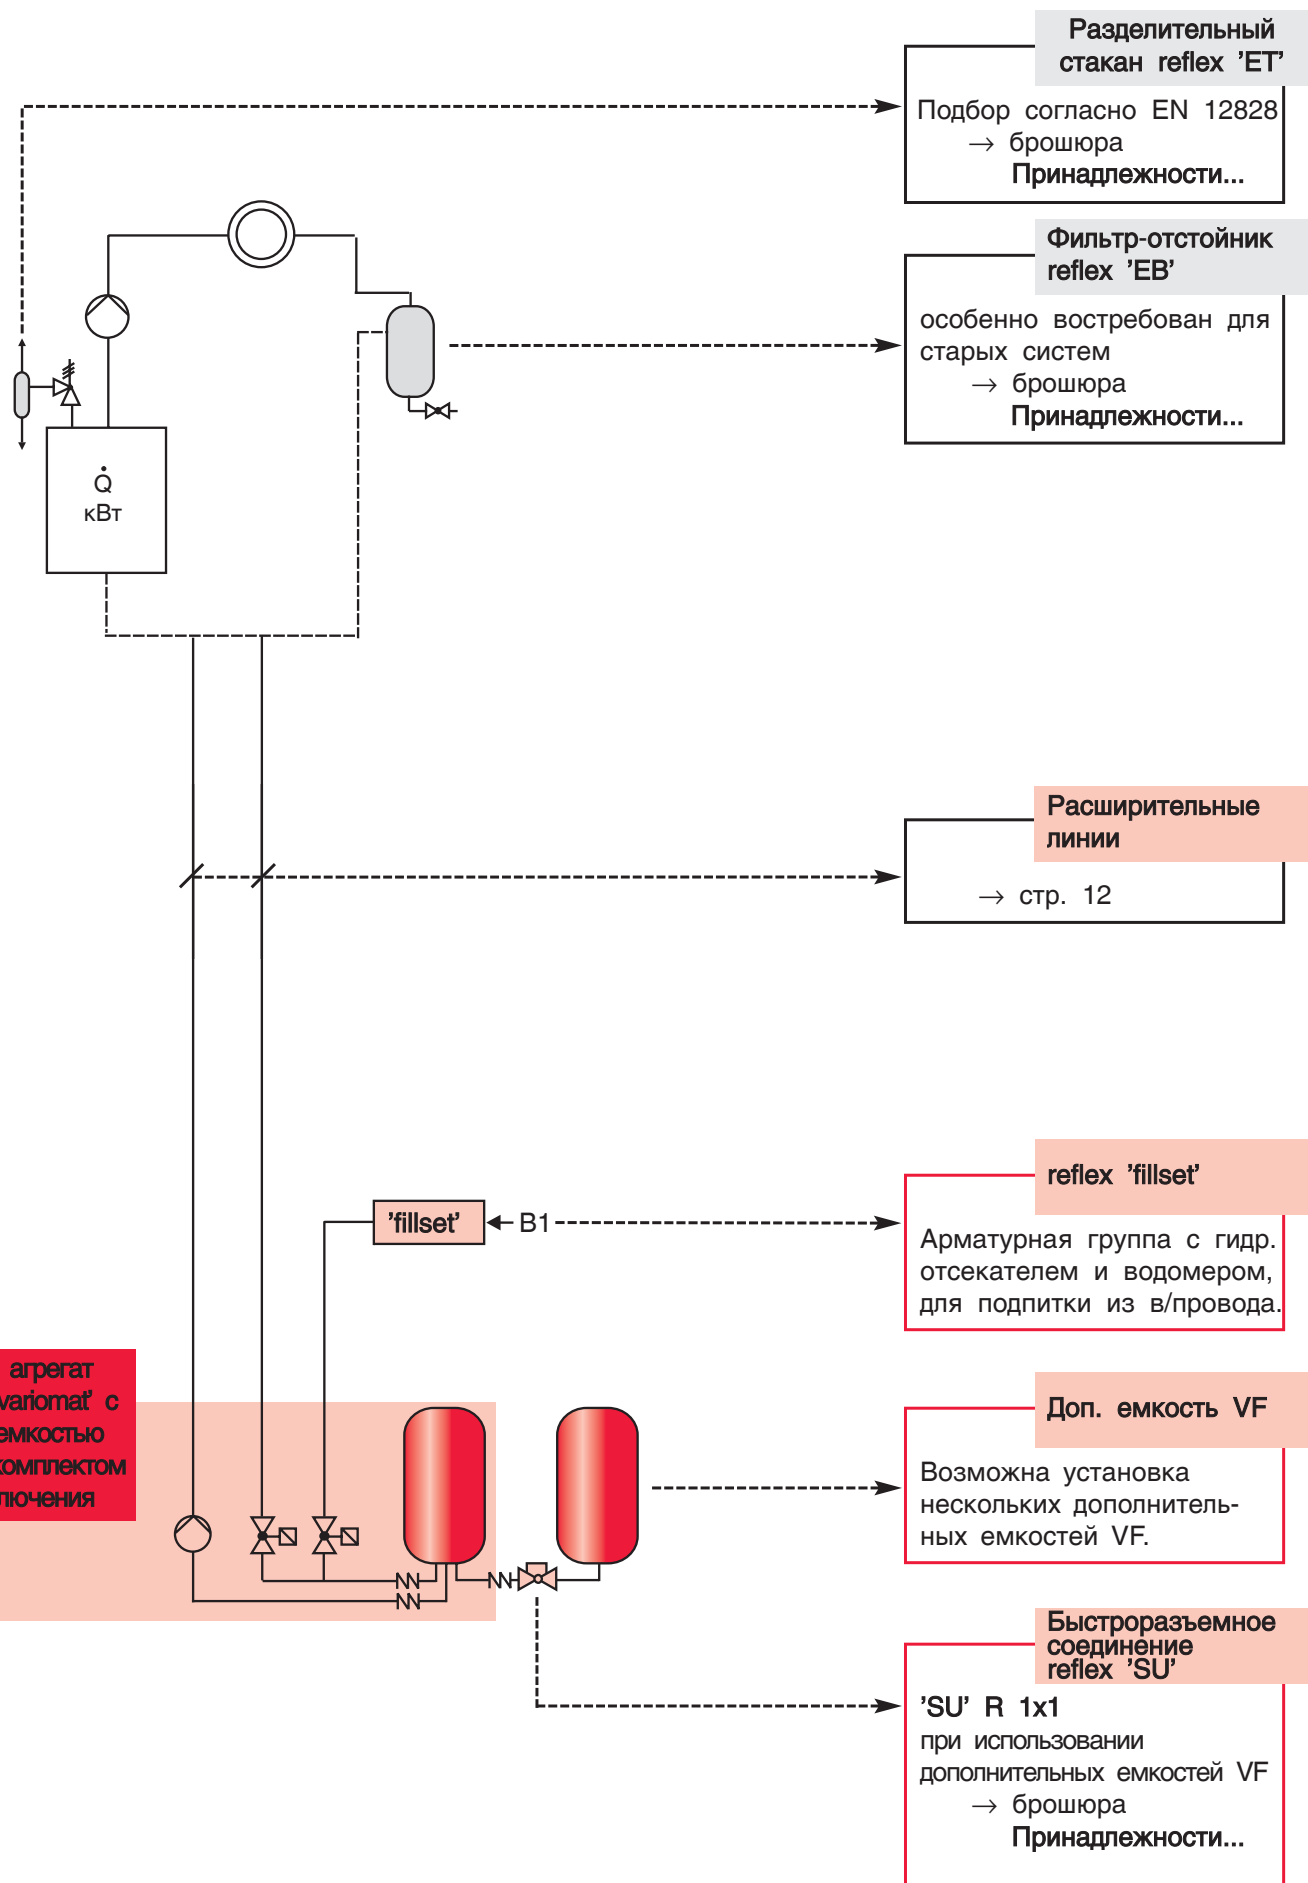 Разделительный
стакан reflex 'ET'
Подбор согласно EN 12828
→ брошюра
Принадлежности...
Фильтр-отстойник
reflex 'EB'
особенно востребован для
старых систем
→ брошюра
Принадлежности...
Q̇
кВт
Расширительные
линии
→ стр. 12
reflex 'fillset'
'fillset'
B1
Арматурная группа с гидр.
отсекателем и водомером,
для подпитки из в/провода.
агрегат
variomat' с
емкостью
комплектом
лючения
Доп. емкость VF
Возможна установка
нескольких дополнитель-
ных емкостей VF.
Быстроразъемное
соединение
reflex 'SU'
'SU' R 1x1
при использовании
дополнительных емкостей VF
→ брошюра
Принадлежности...